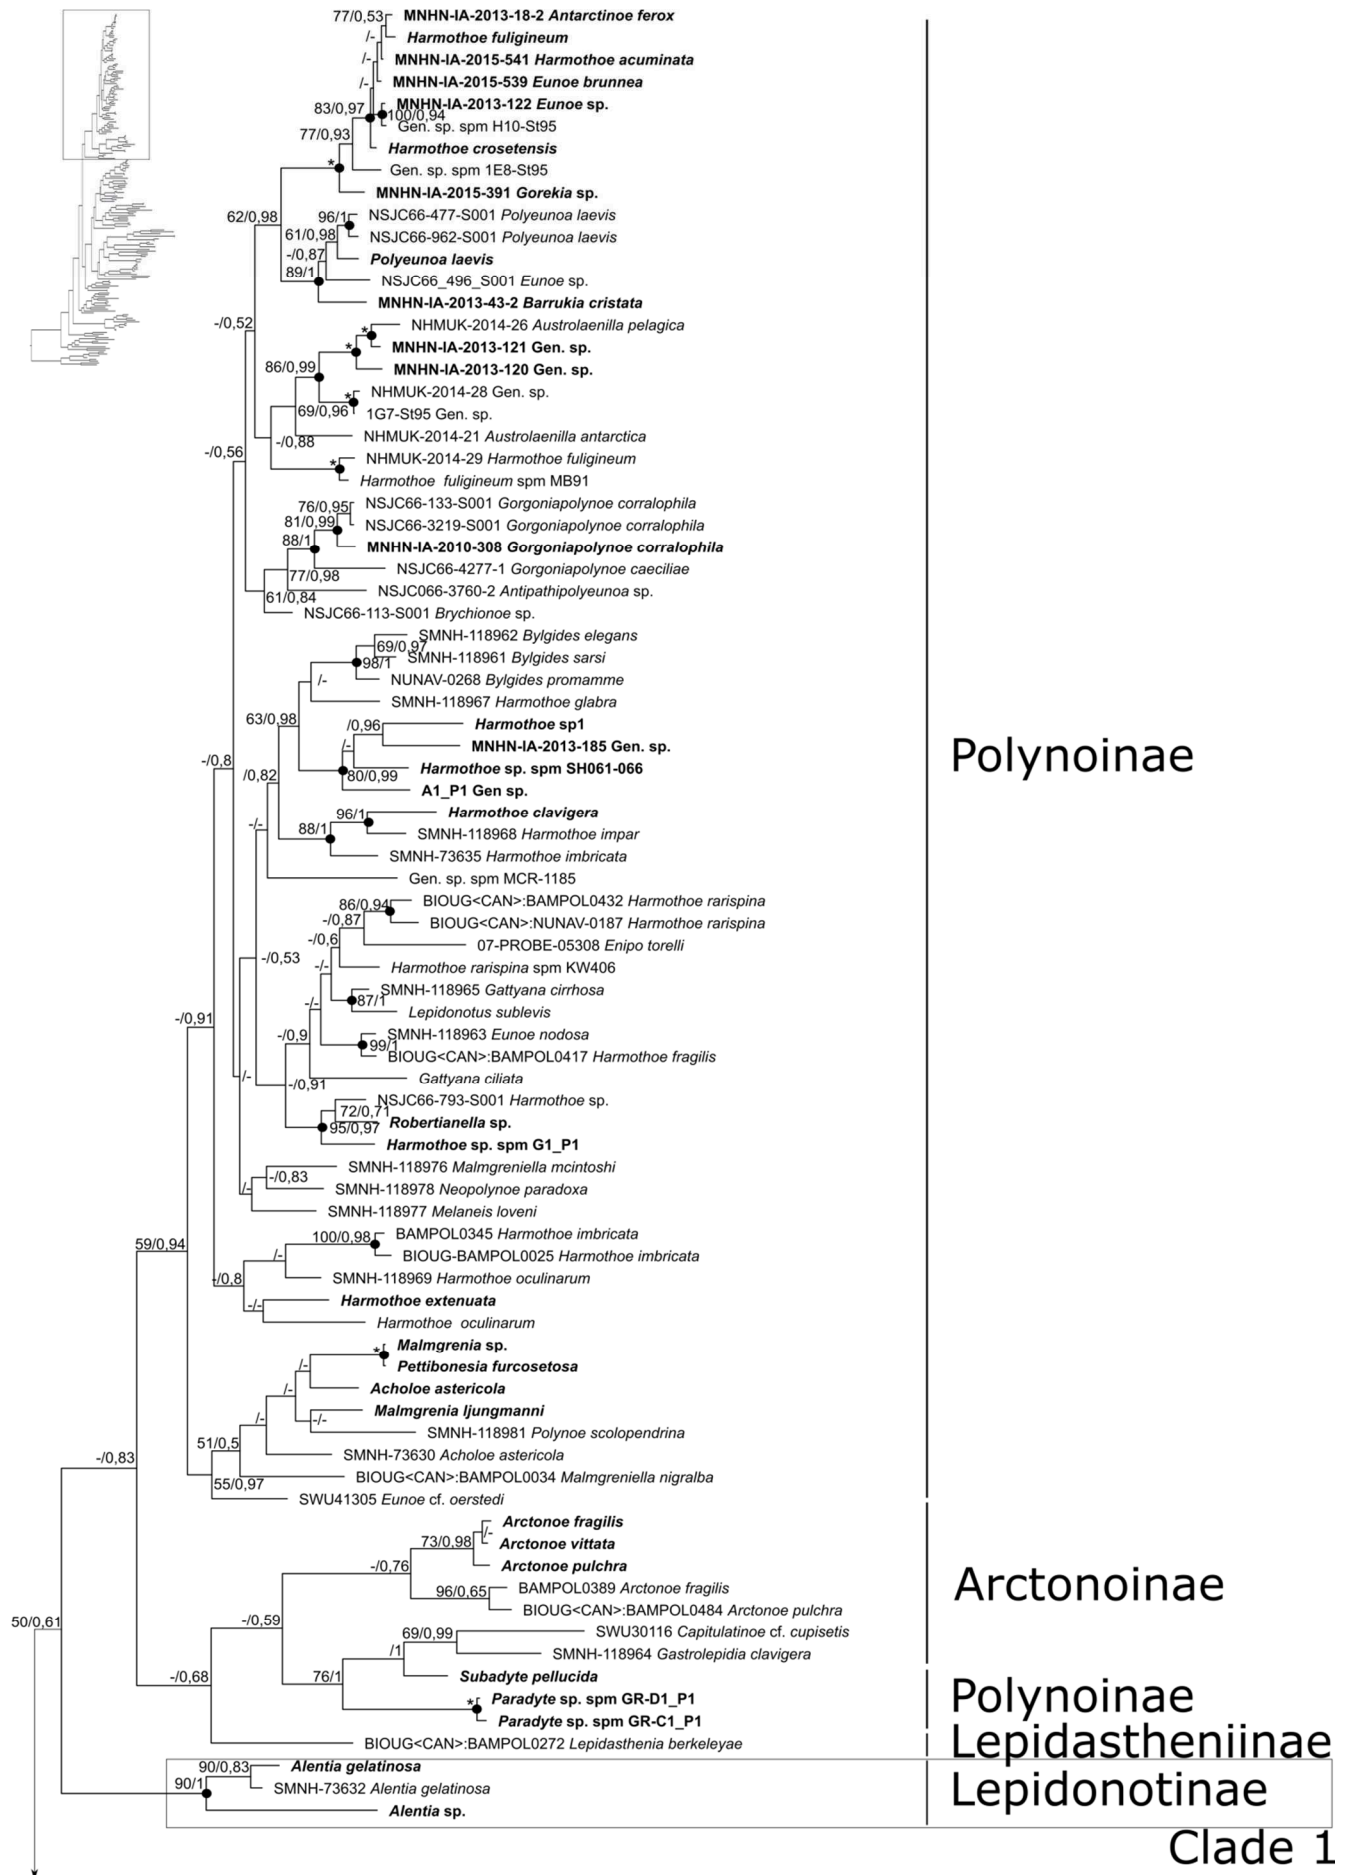 77/0,53
MNHN-IA-2013-18-2 Antarctinoe ferox
/-
Harmothoe fuligineum
/-
MNHN-IA-2015-541 Harmothoe acuminata
/-
MNHN-IA-2015-539 Eunoe brunnea
83/0,97
MNHN-IA-2013-122 Eunoe sp.
100/0,94
Gen. sp. spm H10-St95
77/0,93
Harmothoe crosetensis
*
Gen. sp. spm 1E8-St95
MNHN-IA-2015-391 Gorekia sp.
62/0,98
96/1
NSJC66-477-S001 Polyeunoa laevis
61/0,98
NSJC66-962-S001 Polyeunoa laevis
-/0,87
Polyeunoa laevis
89/1
NSJC66_496_S001 Eunoe sp.
MNHN-IA-2013-43-2 Barrukia cristata
-/0,52
*
NHMUK-2014-26 Austrolaenilla pelagica
*
MNHN-IA-2013-121 Gen. sp.
86/0,99
MNHN-IA-2013-120 Gen. sp.
*
NHMUK-2014-28 Gen. sp.
69/0,96
1G7-St95 Gen. sp.
-/0,88
NHMUK-2014-21 Austrolaenilla antarctica
-/0,56
*
NHMUK-2014-29 Harmothoe fuligineum
Harmothoe fuligineum spm MB91
76/0,95
NSJC66-133-S001 Gorgoniapolynoe corralophila
81/0,99
NSJC66-3219-S001 Gorgoniapolynoe corralophila
88/1
MNHN-IA-2010-308 Gorgoniapolynoe corralophila
77/0,98
NSJC66-4277-1 Gorgoniapolynoe caeciliae
61/0,84
NSJC066-3760-2 Antipathipolyeunoa sp.
NSJC66-113-S001 Brychionoe sp.
SMNH-118962 Bylgides elegans
69/0,97
SMNH-118961 Bylgides sarsi
98/1
NUNAV-0268 Bylgides promamme
/-
SMNH-118967 Harmothoe glabra
63/0,98
/0,96
Harmothoe sp1
/-
MNHN-IA-2013-185 Gen. sp.
-/0,8
Harmothoe sp. spm SH061-066
/0,82
80/0,99
A1_P1 Gen sp.
96/1
Harmothoe clavigera
-/-
88/1
SMNH-118968 Harmothoe impar
SMNH-73635 Harmothoe imbricata
Gen. sp. spm MCR-1185
86/0,94
BIOUG<CAN>:BAMPOL0432 Harmothoe rarispina
-/0,87
BIOUG<CAN>:NUNAV-0187 Harmothoe rarispina
-/0,6
07-PROBE-05308 Enipo torelli
-/0,53
-/-
Harmothoe rarispina spm KW406
SMNH-118965 Gattyana cirrhosa
87/1
-/-
Lepidonotus sublevis
-/0,91
-/0,9
SMNH-118963 Eunoe nodosa
99/1
BIOUG<CAN>:BAMPOL0417 Harmothoe fragilis
/-
-/0,91
Gattyana ciliata
NSJC66-793-S001 Harmothoe sp.
72/0,71
Robertianella sp.
95/0,97
Harmothoe sp. spm G1_P1
SMNH-118976 Malmgreniella mcintoshi
-/0,83
/-
SMNH-118978 Neopolynoe paradoxa
SMNH-118977 Melaneis loveni
59/0,94
100/0,98
BAMPOL0345 Harmothoe imbricata
/-
BIOUG-BAMPOL0025 Harmothoe imbricata
-/0,8
SMNH-118969 Harmothoe oculinarum
-/-
Harmothoe extenuata
Harmothoe oculinarum
*
Malmgrenia sp.
/-
Pettibonesia furcosetosa
/-
Acholoe astericola
/-
Malmgrenia ljungmanni
-/-
SMNH-118981 Polynoe scolopendrina
51/0,5
SMNH-73630 Acholoe astericola
-/0,83
55/0,97
BIOUG<CAN>:BAMPOL0034 Malmgreniella nigralba
SWU41305 Eunoe cf. oerstedi
Polynoinae
Arctonoe fragilis
/-
73/0,98
Arctonoe vittata
-/0,76
Arctonoe pulchra
96/0,65
BAMPOL0389 Arctonoe fragilis
BIOUG<CAN>:BAMPOL0484 Arctonoe pulchra
Arctonoinae
50/0,61
-/0,59
69/0,99
SWU30116 Capitulatinoe cf. cupisetis
/1
SMNH-118964 Gastrolepidia clavigera
-/0,68
76/1
Subadyte pellucida
*
Paradyte sp. spm GR-D1_P1
Paradyte sp. spm GR-C1_P1
Polynoinae
BIOUG<CAN>:BAMPOL0272 Lepidasthenia berkeleyae
Lepidastheniinae
90/0,83
Alentia gelatinosa
90/1
SMNH-73632 Alentia gelatinosa
Alentia sp.
Lepidonotinae
Clade 1